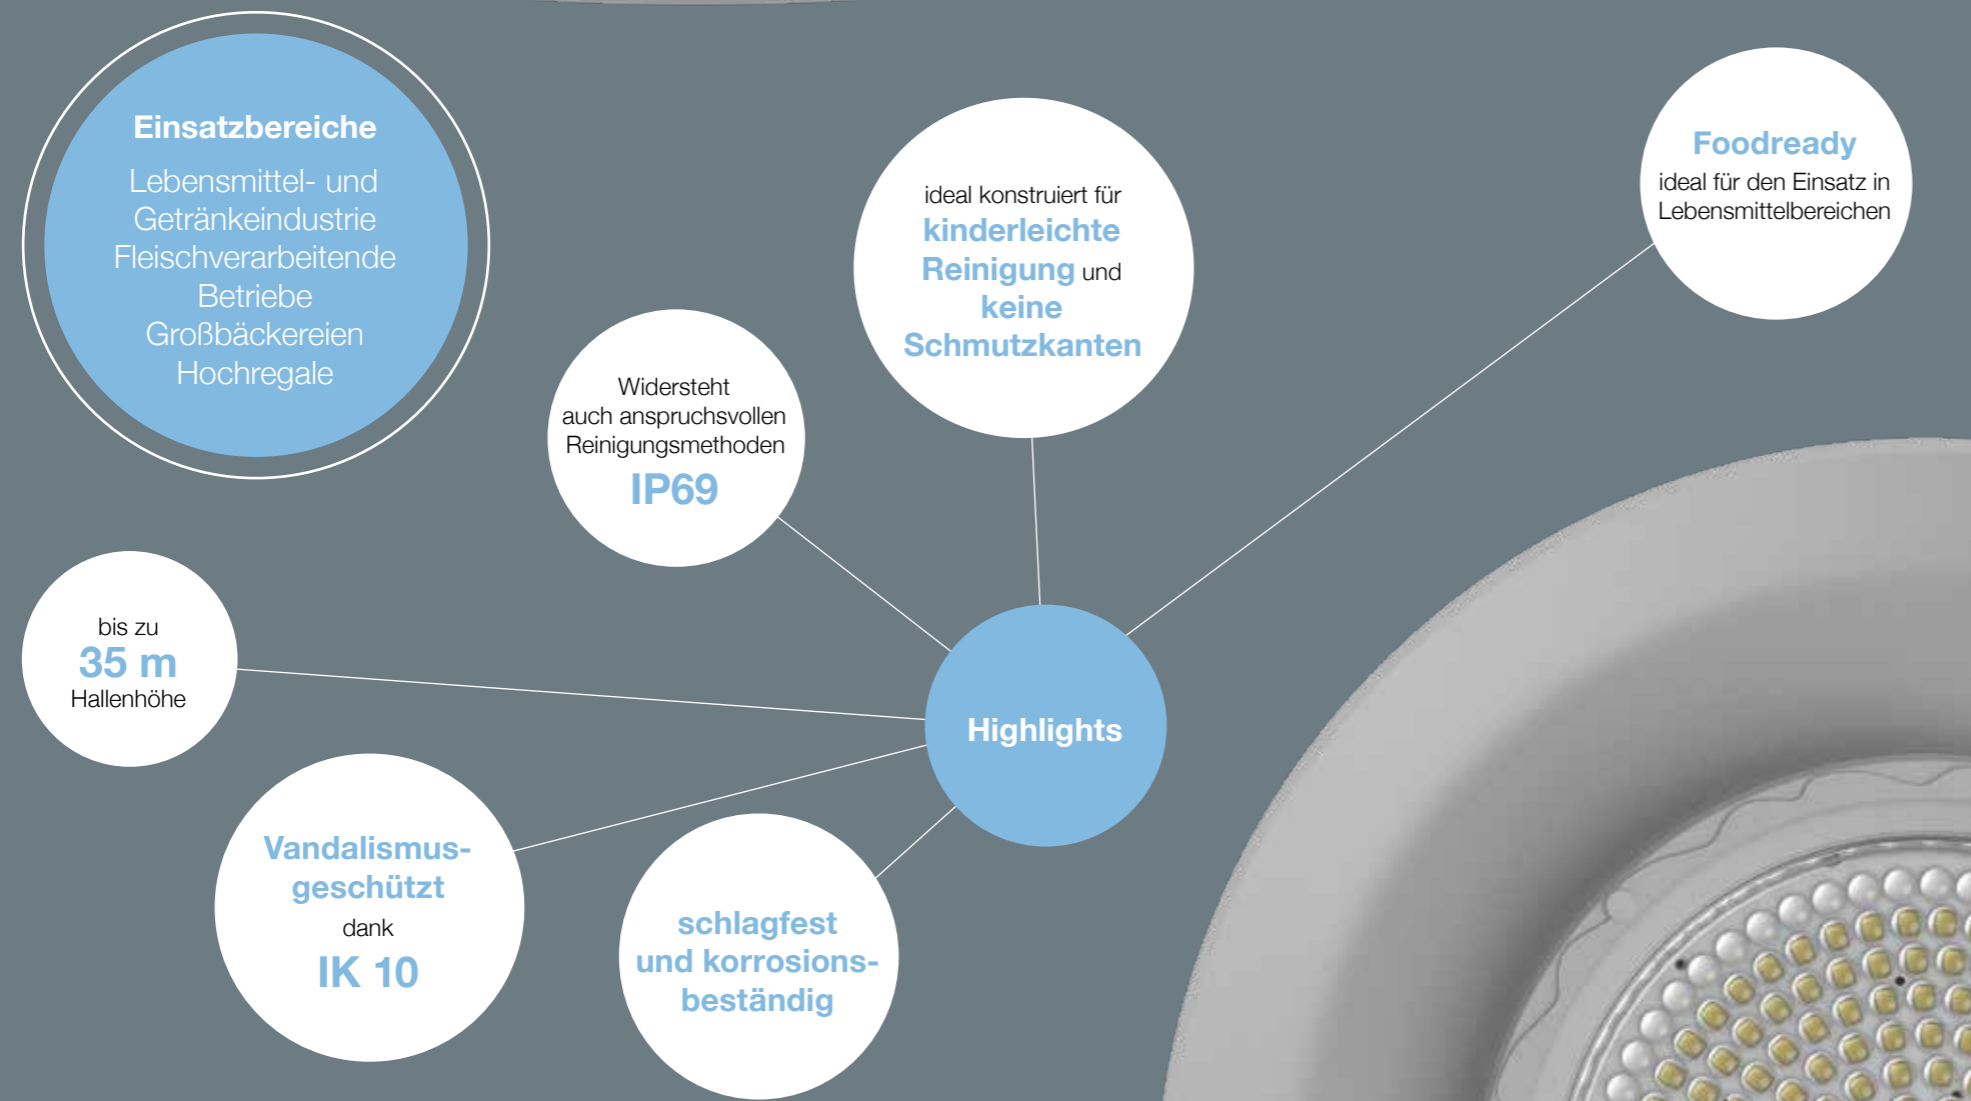 Einsatzbereiche
Lebensmittel- und
Getränkeindustrie
Fleischverarbeitende
Betriebe
Großbäckereien
Hochregale
ideal konstruiert für
kinderleichte
Reinigung und
keine
Schmutzkanten
Foodready
ideal für den Einsatz in
Lebensmittelbereichen
Widersteht
auch anspruchsvollen
Reinigungsmethoden
IP69
bis zu
35 m
Hallenhöhe
Highlights
Vandalismus-
geschützt
dank
IK 10
schlagfest
und korrosions-
beständig